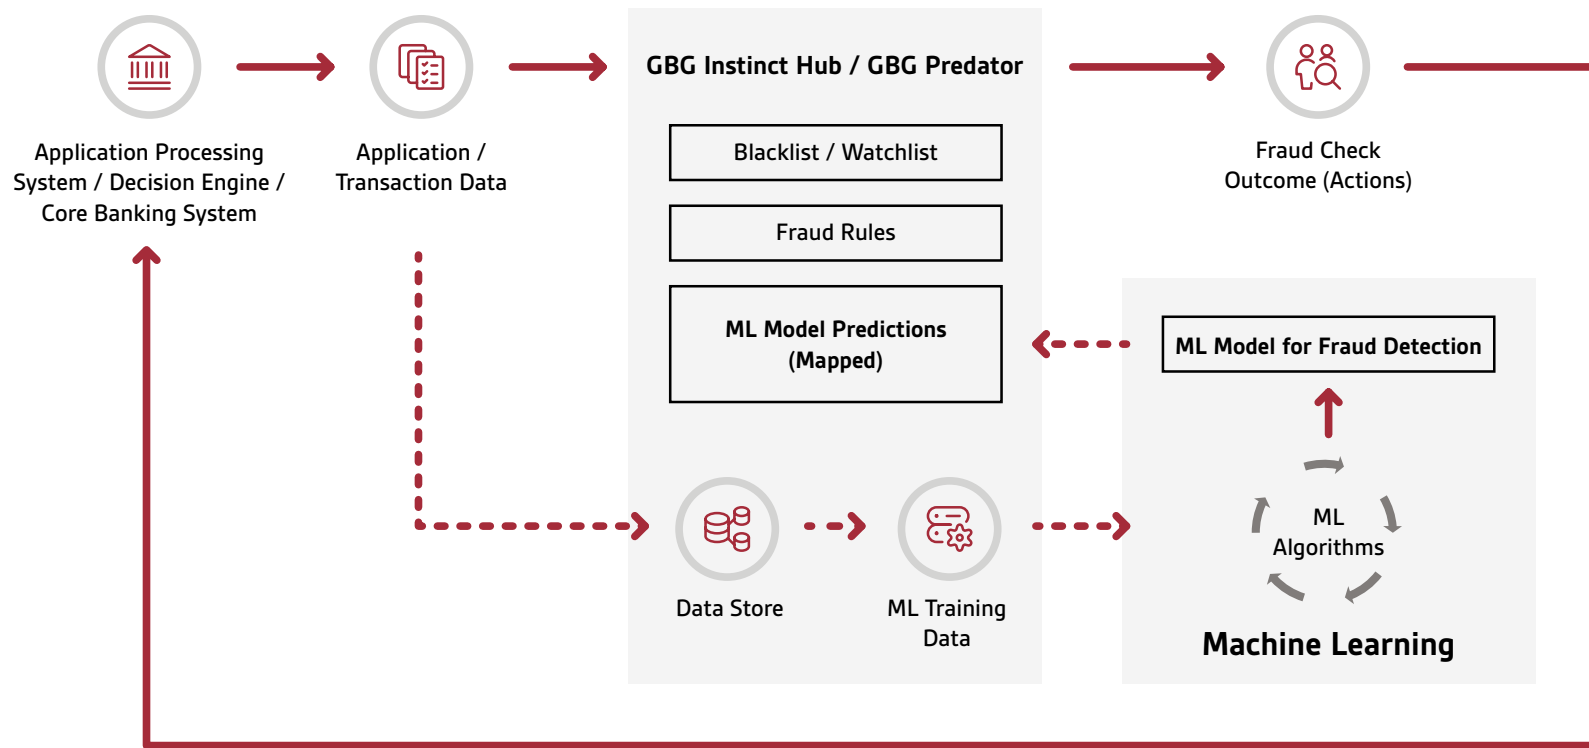 Application Processing
System / Decision Engine /
Core Banking System
Application /
Transaction Data
GBG Instinct Hub / GBG Predator
Blacklist / Watchlist
Fraud Rules
ML Model Predictions
(Mapped)
Data Store
ML Training
Data
Fraud Check
Outcome (Actions)
ML Model for Fraud Detection
ML
Algorithms
Machine Learning